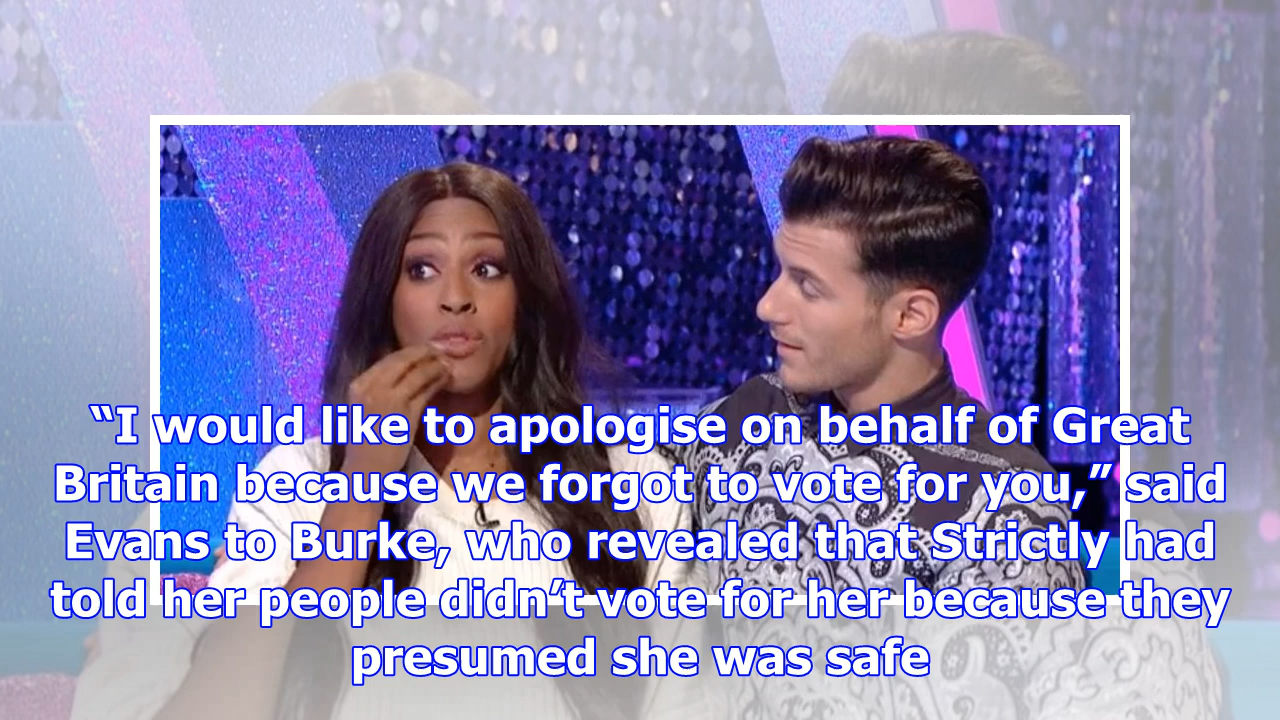 “I would like to apologise on behalf of Great
Britain because we forgot to vote for you,” said
Evans to Burke, who revealed that Strictly had
told her people didn’t vote for her because they
presumed she was safe